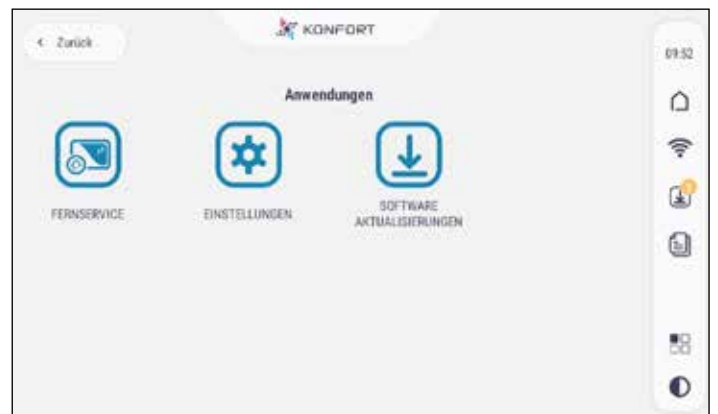 Zurück
KONFORT
09:52
Anwendungen
FERNSERVICE
EINSTELLUNGEN
SOFTWARE
AKTUALISIERUNGEN